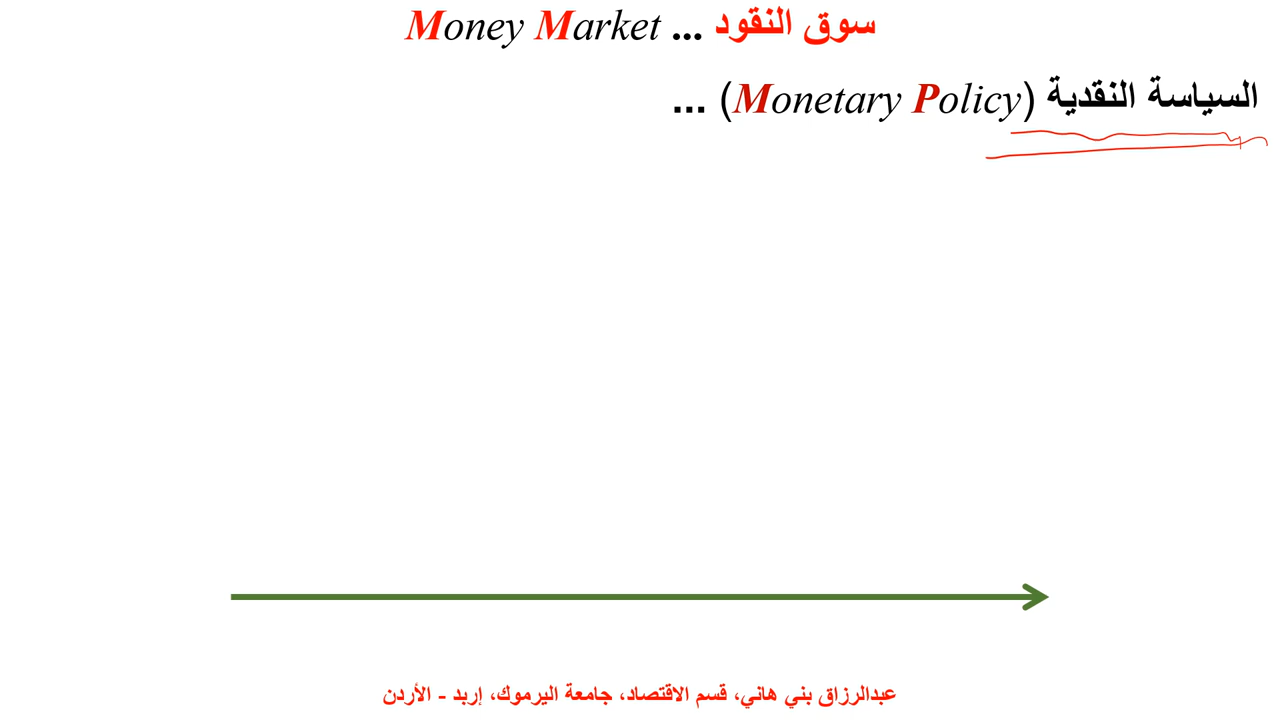 سوق النقود ... Money Market
السياسة النقدية (Monetary Policy) ...
عبدالرزاق بني هاني، قسم الاقتصاد، جامعة اليرموك، إربد - الأردن